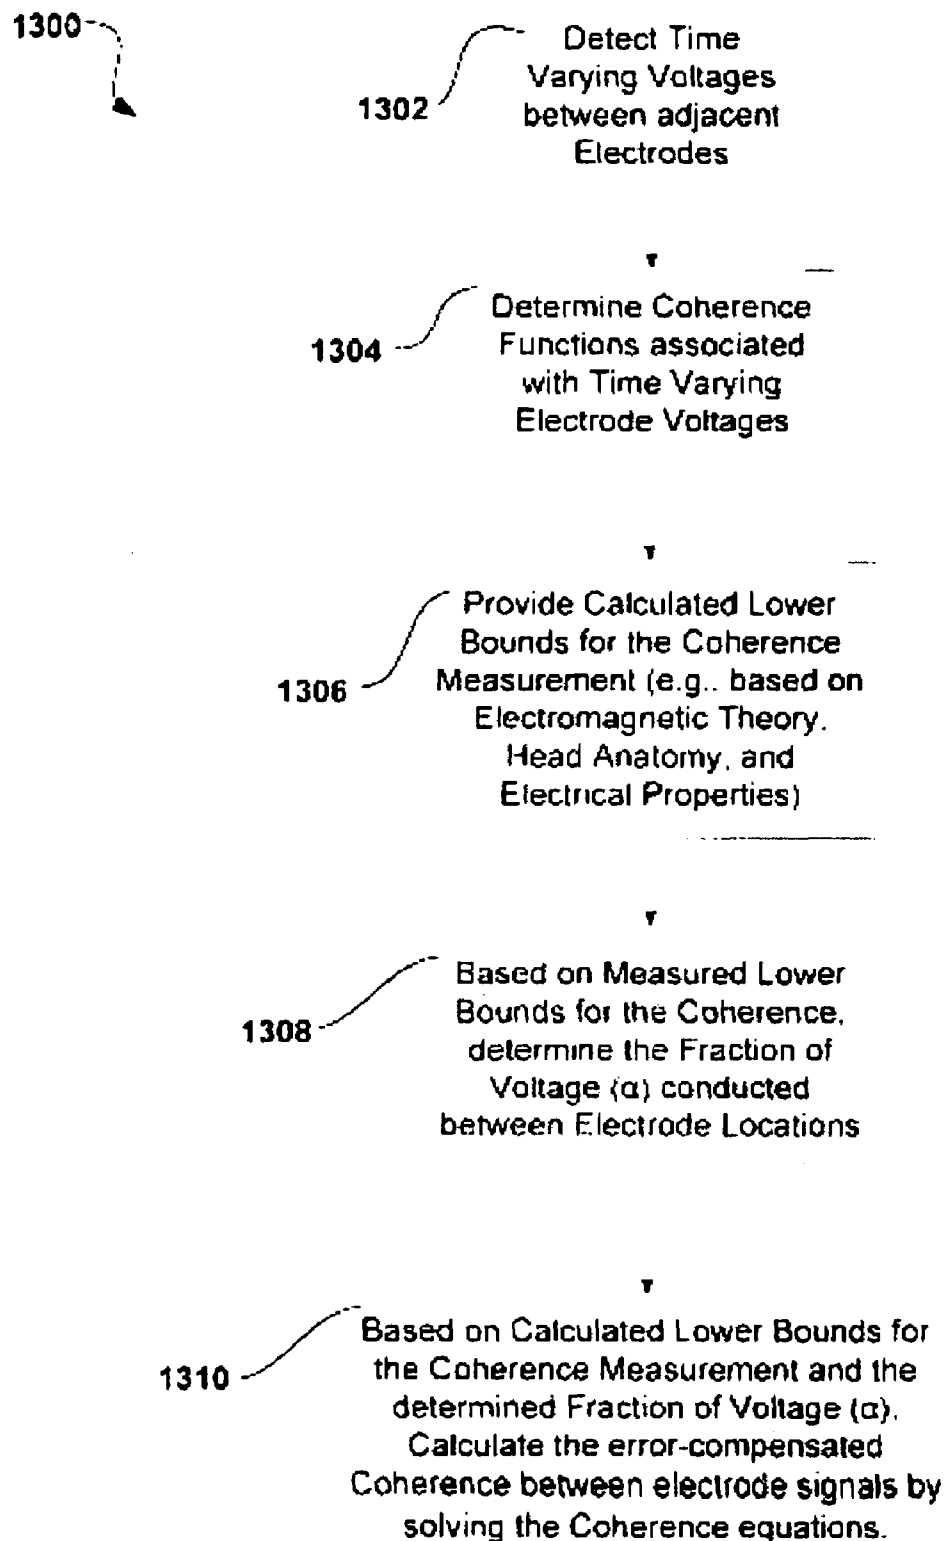 1300
Detect Time
Varying Voltages
1302
between adjacent
Electrodes
Determine Coherence
1304
Functions associated
with Time Varying
Electrode Voltages
Provide Calculated Lower
Bounds for the Coherence
1306
Measurement (e.g.. based on
Electromagnetic Theory.
Head Anatomy, and
Electrical Properties)
Based on Measured Lower
1308
Bounds for the Coherence,
determine the Fraction of
Voltage (α) conducted
between Electrode Locations
Based on Calculated Lower Bounds for
1310
the Coherence Measurement and the
determined Fraction of Voltage (α).
Calculate the error-compensated
Coherence between electrode signals by
solving the Coherence equations.